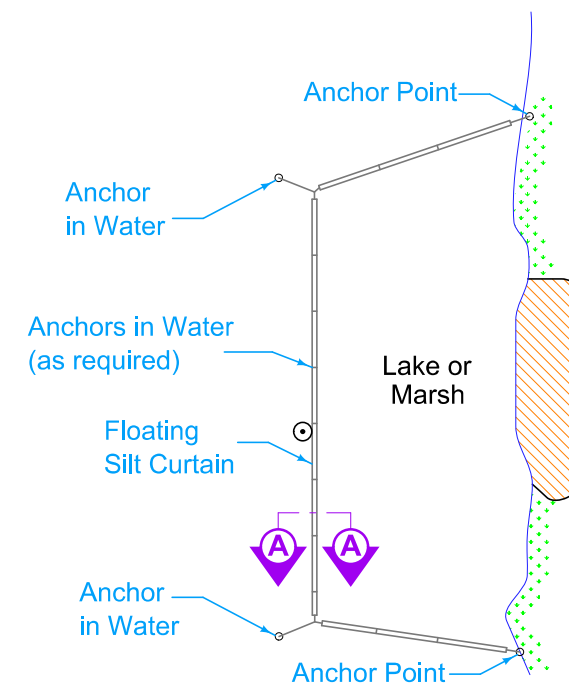 Anchor Point
Anchor
in Water
Anchors in Water
(as required)
Lake or
Marsh
Floating
Silt Curtain
A A
Anchor
in Water
Anchor Point